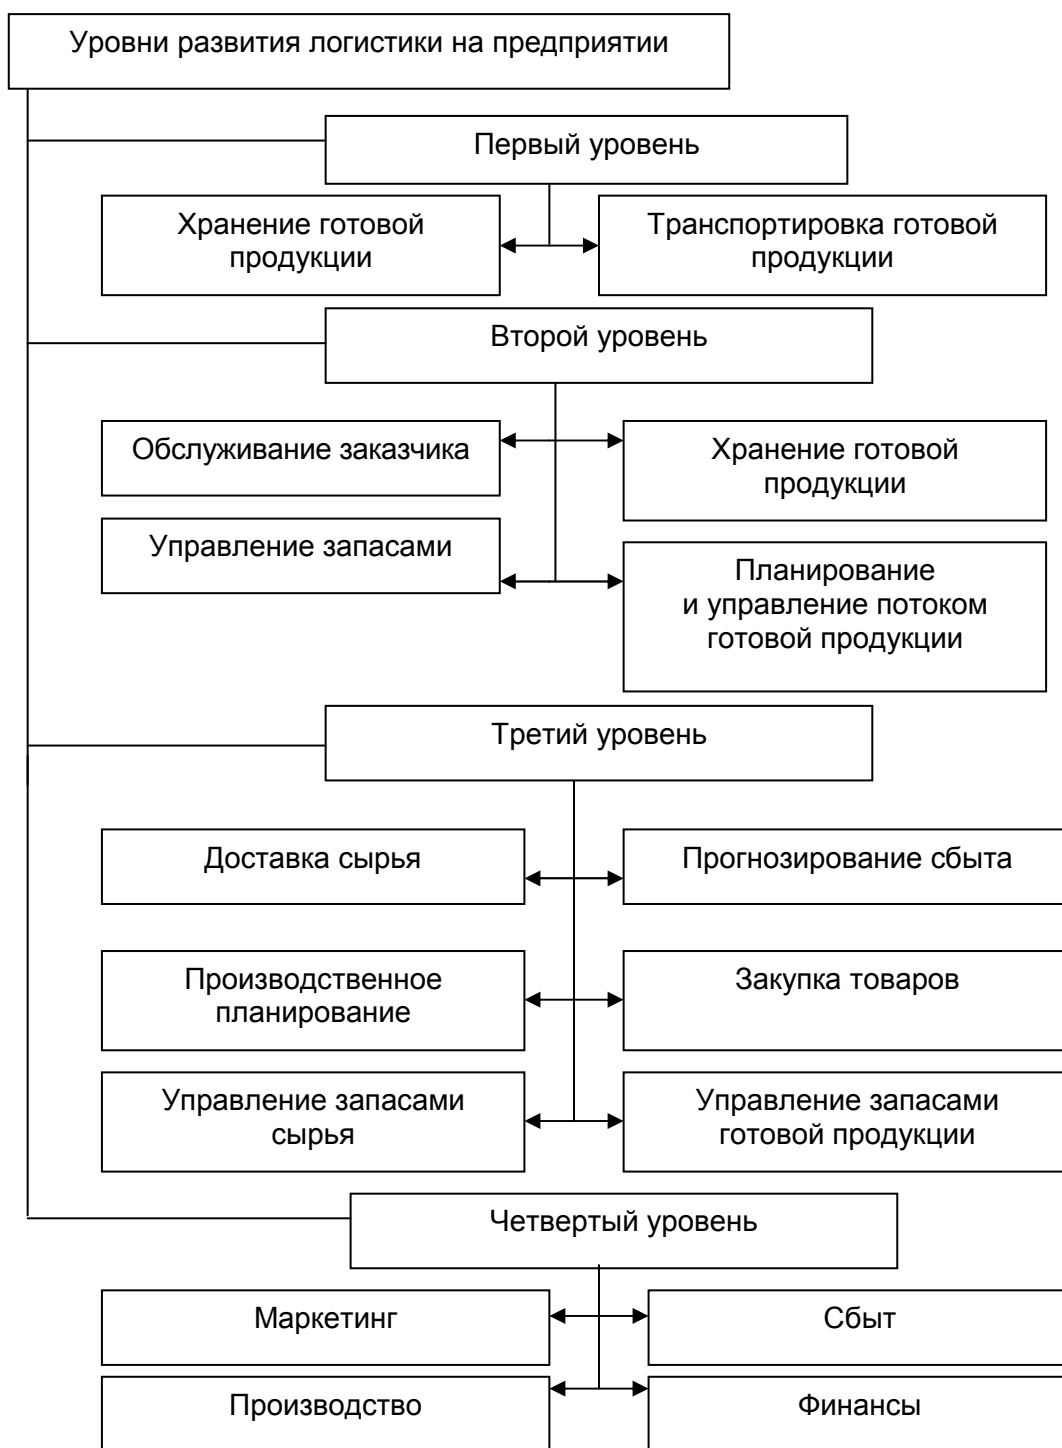 Уровни развития логистики на предприятии
Первый уровень
Хранение готовой
продукции
Транспортировка готовой
продукции
Второй уровень
Обслуживание заказчика
Хранение готовой
продукции
Управление запасами
Планирование
и управление потоком
готовой продукции
Третий уровень
Доставка сырья
Прогнозирование сбыта
Производственное
планирование
Закупка товаров
Управление запасами
сырья
Управление запасами
готовой продукции
Четвертый уровень
Маркетинг
Сбыт
Производство
Финансы